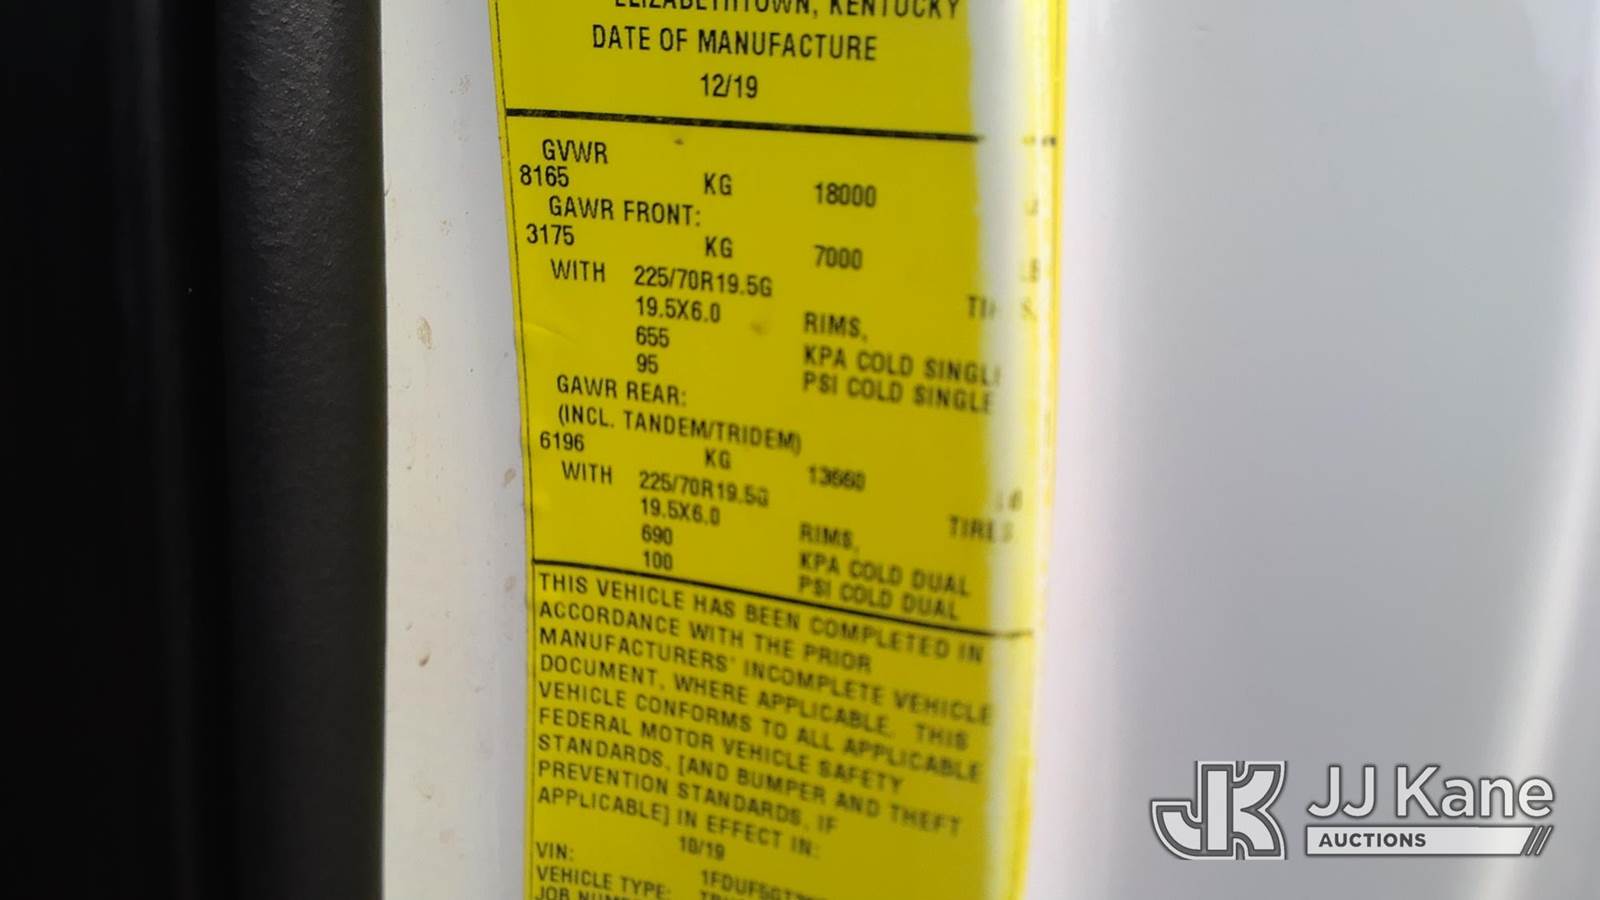 ELIZABETHTOWN, KENTUCKY
DATE OF MANUFACTURE
12/19
GVWR
8165 KG 18000
GAWR FRONT:
3175 KG 7000 LB
WITH 225/70R19.5G TIRES,
19.5X6.0 RIMS,
655 KPA COLD SINGLE
95 PSI COLD SINGLE
GAWR REAR:
(INCL. TANDEM/TRIDEM)
6196 KG 13660
WITH 225/70R19.5G TIRES
19.5X6.0 RIMS,
690 KPA COLD DUAL
100 PSI COLD DUAL
THIS VEHICLE HAS BEEN COMPLETED IN
ACCORDANCE WITH THE PRIOR
MANUFACTURERS' INCOMPLETE VEHICLE
DOCUMENT, WHERE APPLICABLE. THIS
VEHICLE CONFORMS TO ALL APPLICABLE
FEDERAL MOTOR VEHICLE SAFETY
STANDARDS, [AND BUMPER AND THEFT
PREVENTION STANDARDS, IF
APPLICABLE] IN EFFECT IN:
10/19
VIN:
VEHICLE TYPE:
JOB
JJ Kane
AUCTIONS